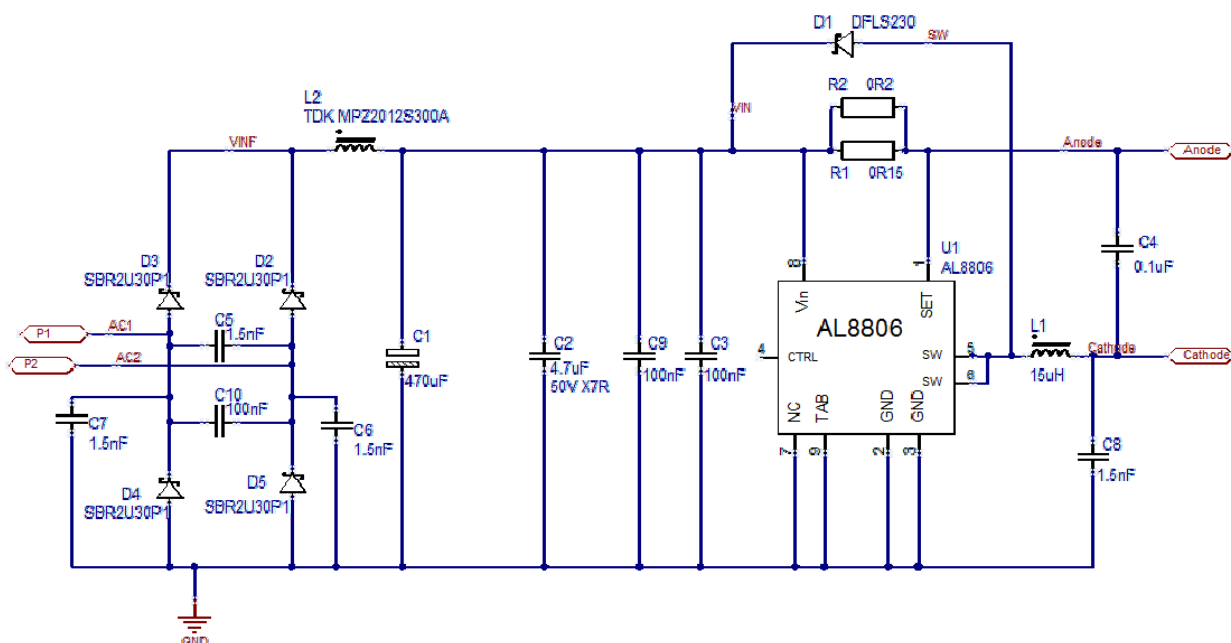 D1 DFLS230
SW
R2 0R2
L2
TDK MPZ2012S300A
VIN
VINF
Anode
Anode
R1 0R15
D3
SBR2U30P1
D2
SBR2U30P1
U1
AL8806
C4
0.1uF
8
1
Vin
SET
P1
AC1
C5
1.5nF
AL8806
L1
C1
C2
C9
C3
4
CTRL
SW
5
Cathode
Cathode
P2
AC2
470uF
4.7uF
50V X7R
100nF
100nF
SW
6
15uH
C10
100nF
NC
TAB
GND
GND
C7
1.5nF
C6
1.5nF
7
9
2
3
C8
1.5nF
D4
SBR2U30P1
D5
SBR2U30P1
GND